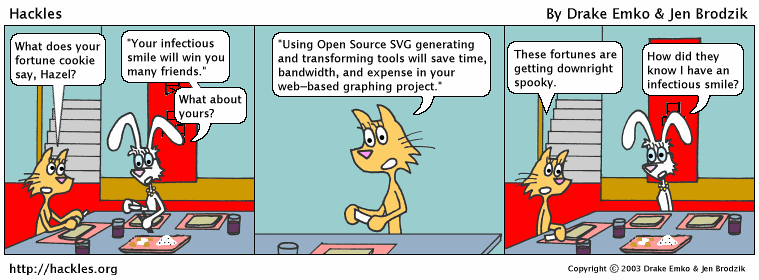 Hackles
By Drake Emko & Jen Brodzik
What does your
fortune cookie
say, Hazel?
"Your infectious
smile will win you
many friends."
What about
yours?
"Using Open Source SVG generating
and transforming tools will save time,
bandwidth, and expense in your
web-based graphing project."
These fortunes are
getting downright
spooky.
How did they
know I have an
infectious smile?
http://hackles.org
Copyright © 2003 Drake Emko & Jen Brodzik